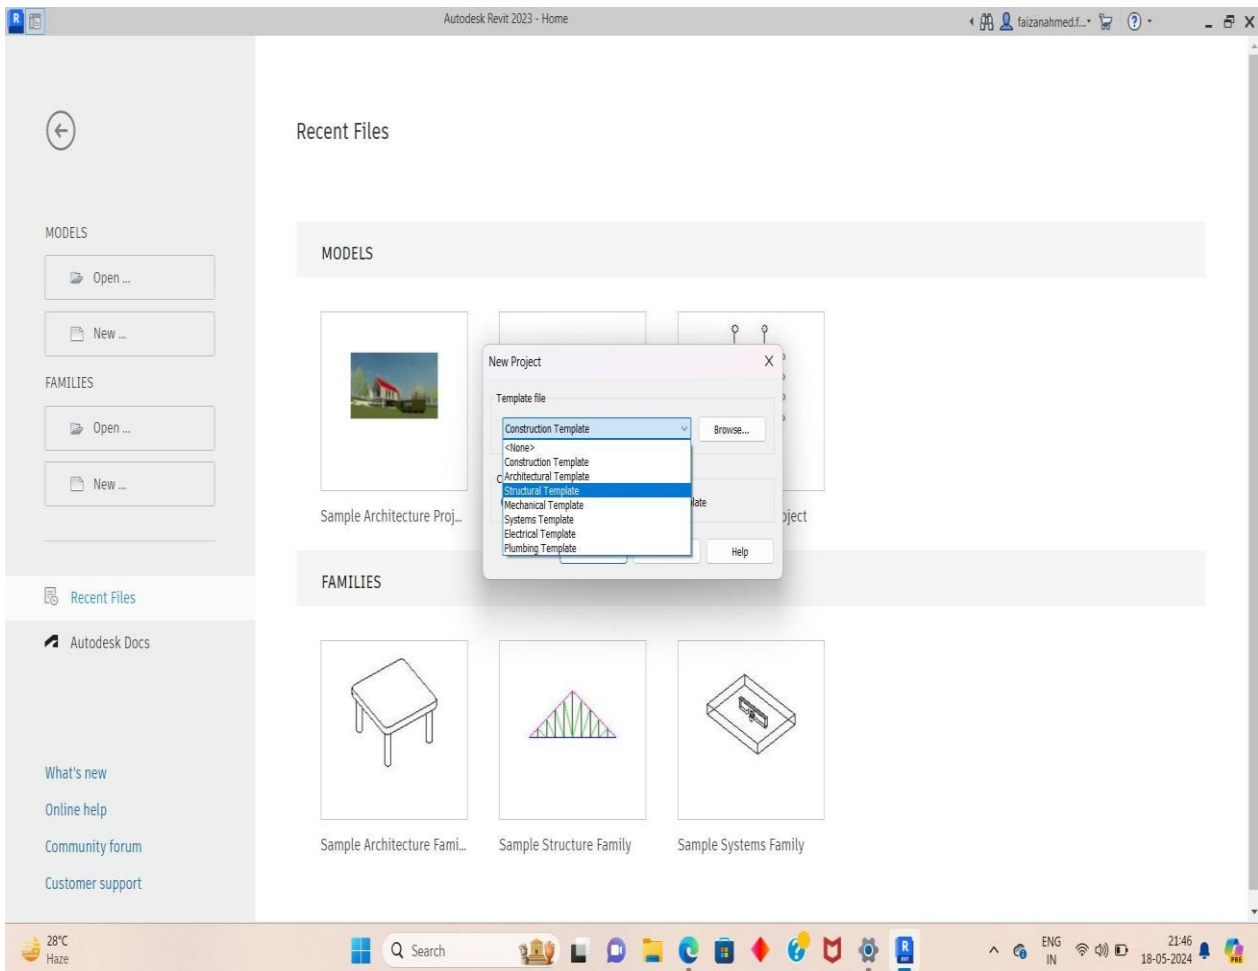 Autodesk Revit 2023 - Home
faizanahmed.f...
Recent Files
MODELS
Open ...
New ...
FAMILIES
Open ...
New ...
Recent Files
Autodesk Docs
What's new
Online help
Community forum
Customer support
MODELS
Sample Architecture Proj...
New Project
X
Template file
Construction Template
Browse...
<None>
Construction Template
Architectural Template
Structural Template
Mechanical Template
Systems Template
Electrical Template
Plumbing Template
Help
FAMILIES
Sample Architecture Fami...
Sample Structure Family
Sample Systems Family
28°C
Haze
Search
ENG
IN
21:46
18-05-2024
PRE